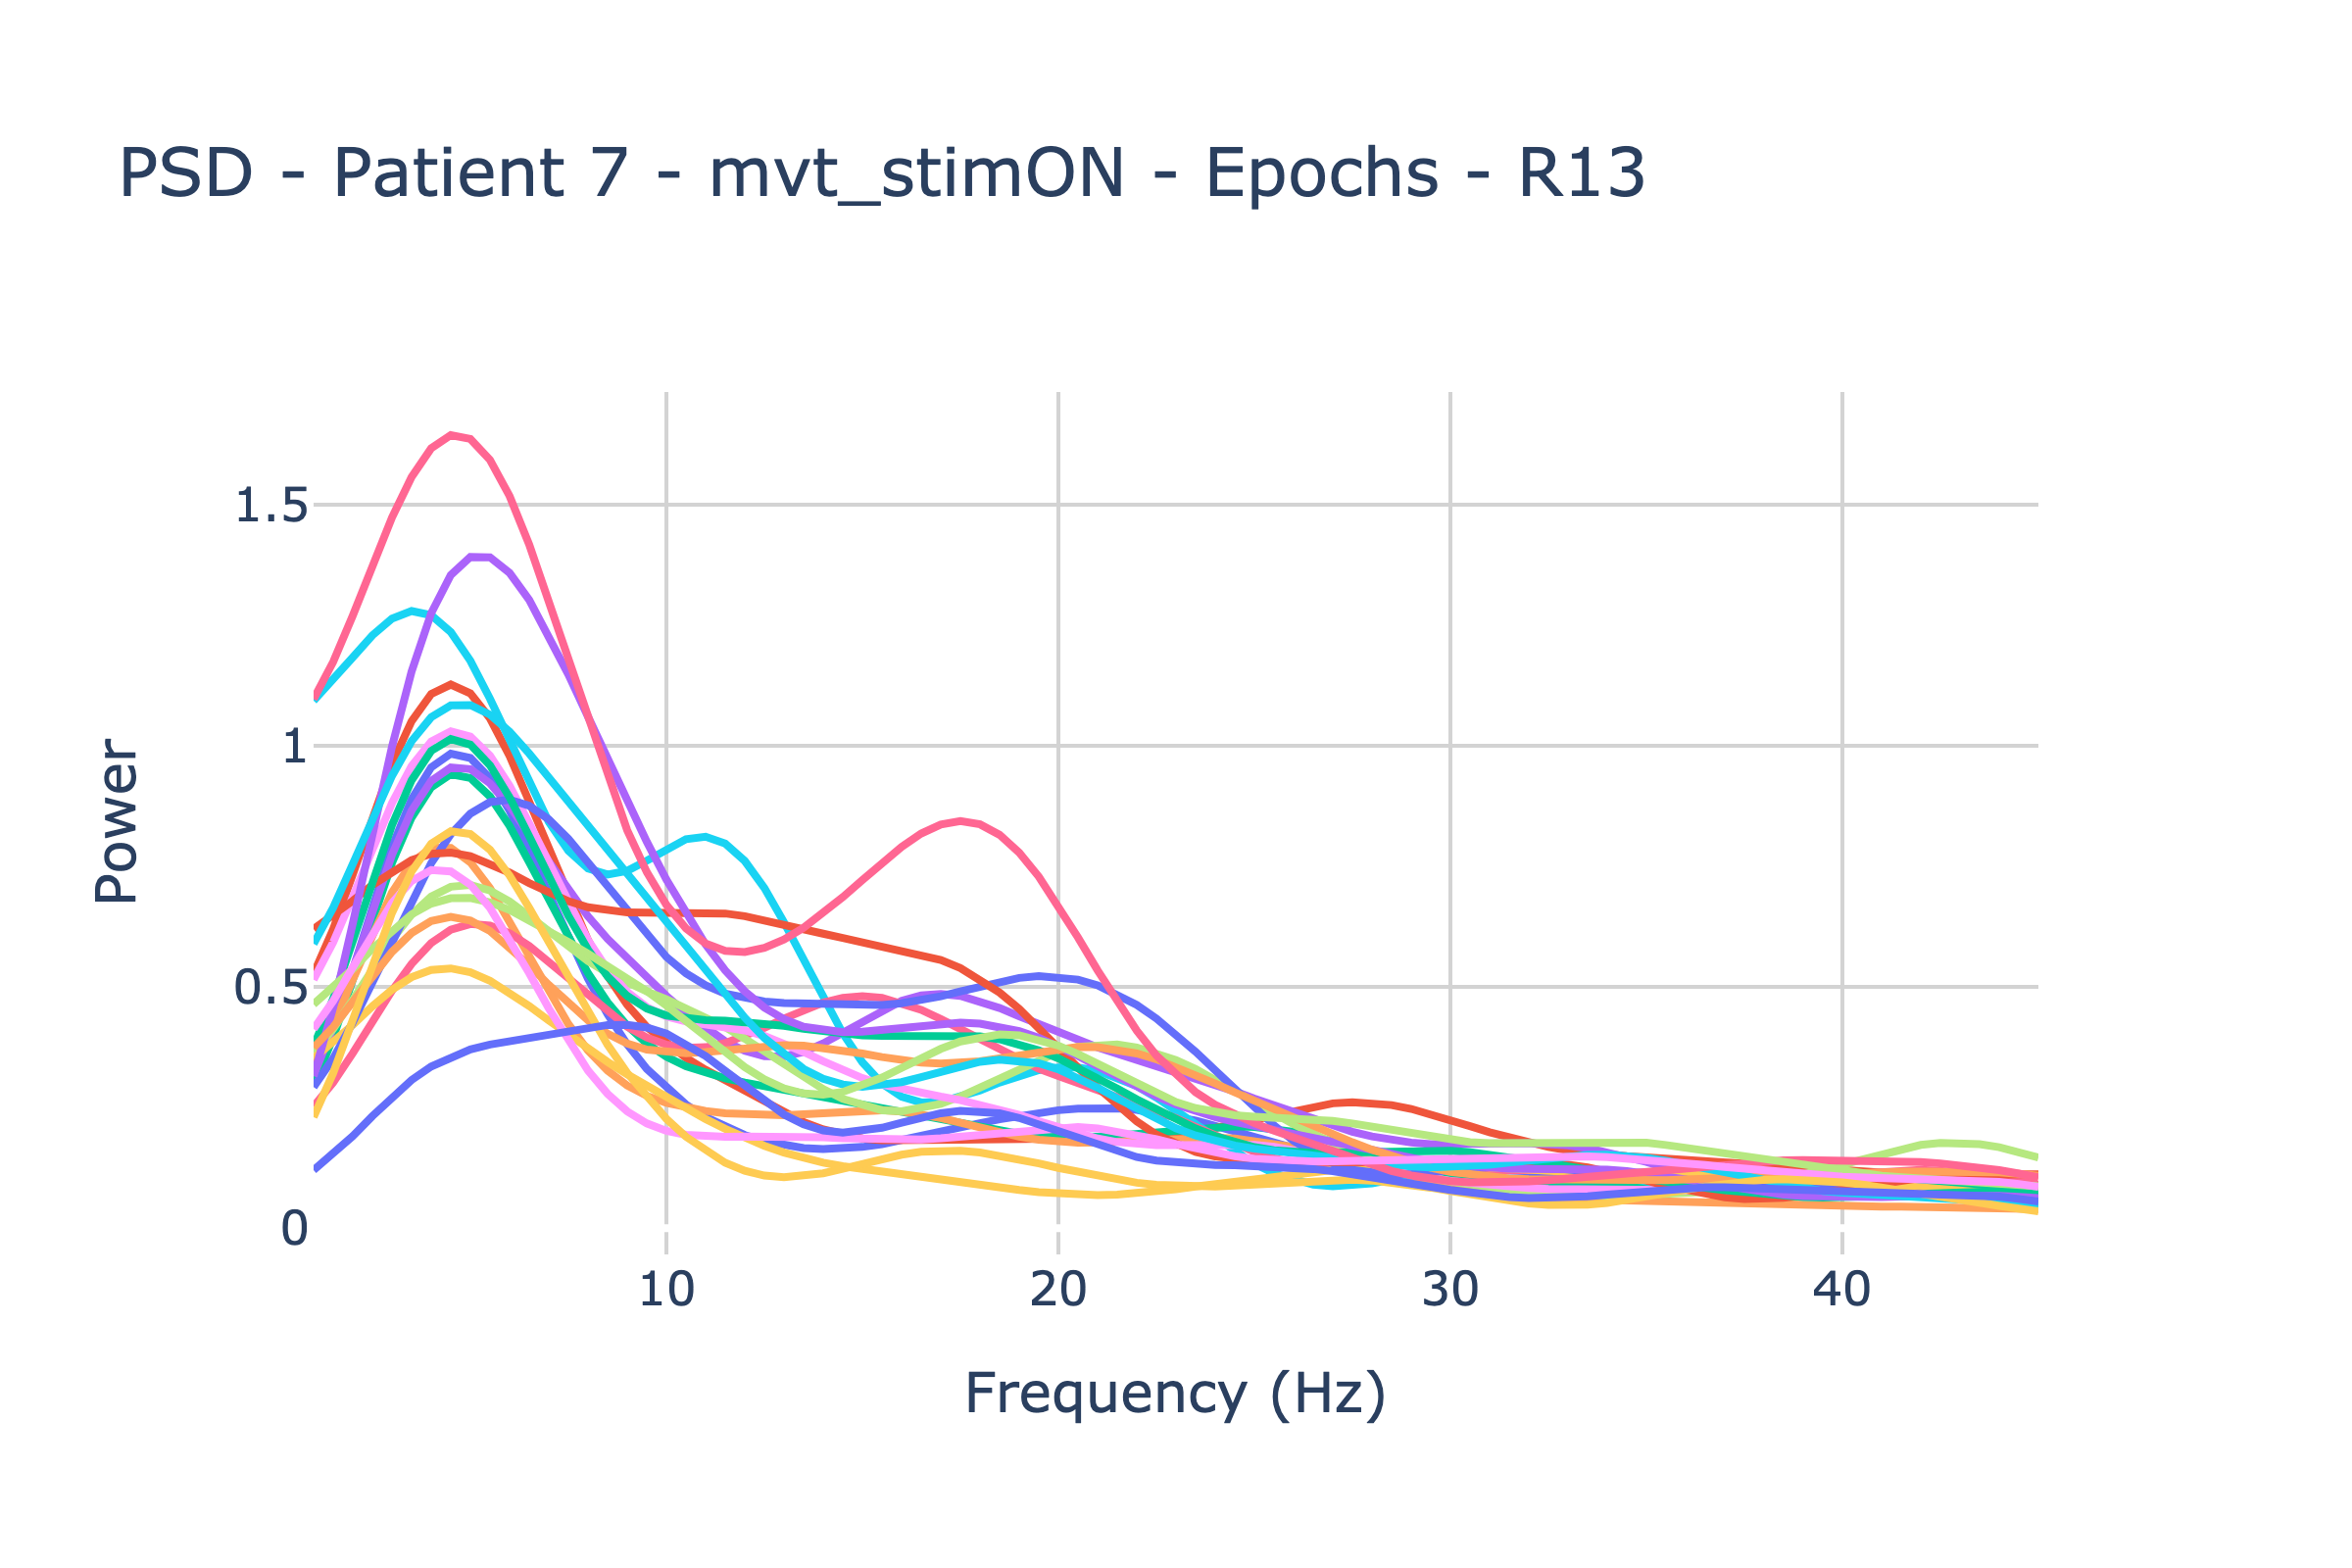 PSD - Patient 7 - mvt_stimON - Epochs - R13
1.5
1
0.5
0
Power
10 20 30 40
Frequency (Hz)